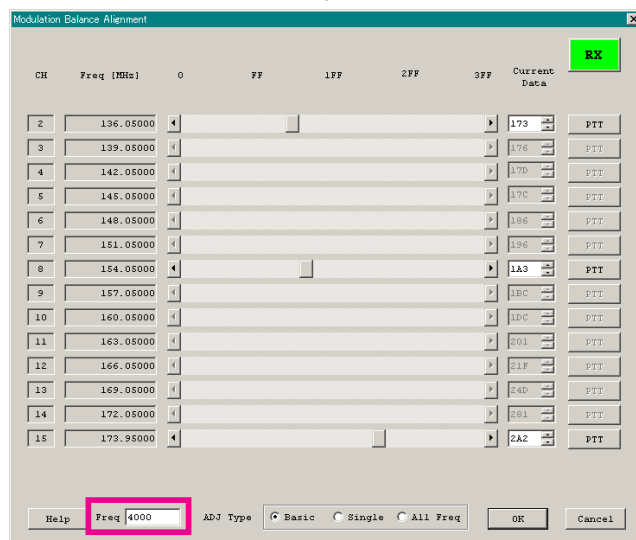 Modulation Balance Alignment
RX
CH Freq [MHz] 0 FF 1FF 2FF 3FF Current Data
2 136.05000 173 PTT
3 139.05000 176 PTT
4 142.05000 17D PTT
5 145.05000 17C PTT
6 148.05000 186 PTT
7 151.05000 196 PTT
8 154.05000 1A3 PTT
9 157.05000 1BC PTT
10 160.05000 1DC PTT
11 163.05000 201 PTT
12 166.05000 21F PTT
13 169.05000 24D PTT
14 172.05000 281 PTT
15 173.95000 2A2 PTT
Help Freq 4000 ADJ Type Basic Single All Freq OK Cancel